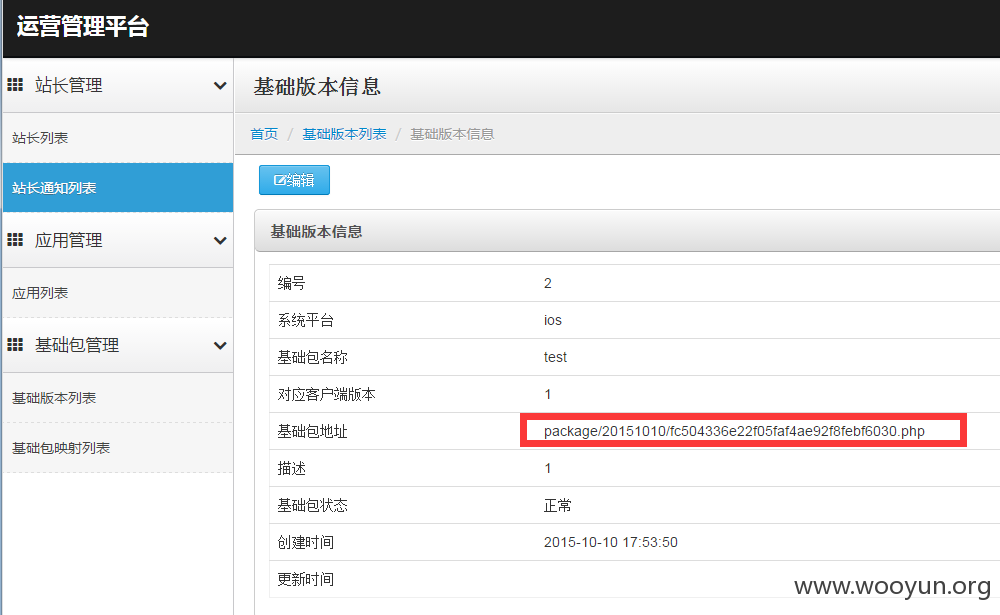 运营管理平台
站长管理
站长列表
站长通知列表
应用管理
应用列表
基础包管理
基础版本列表
基础包映射列表
基础版本信息
首页 / 基础版本列表 / 基础版本信息
编辑
基础版本信息
编号 2
系统平台 ios
基础包名称 test
对应客户端版本 1
基础包地址 package/20151010/fc504336e22f05faf4ae92f8febf6030.php
描述 1
基础包状态 正常
创建时间 2015-10-10 17:53:50
更新时间
www.wooyun.org